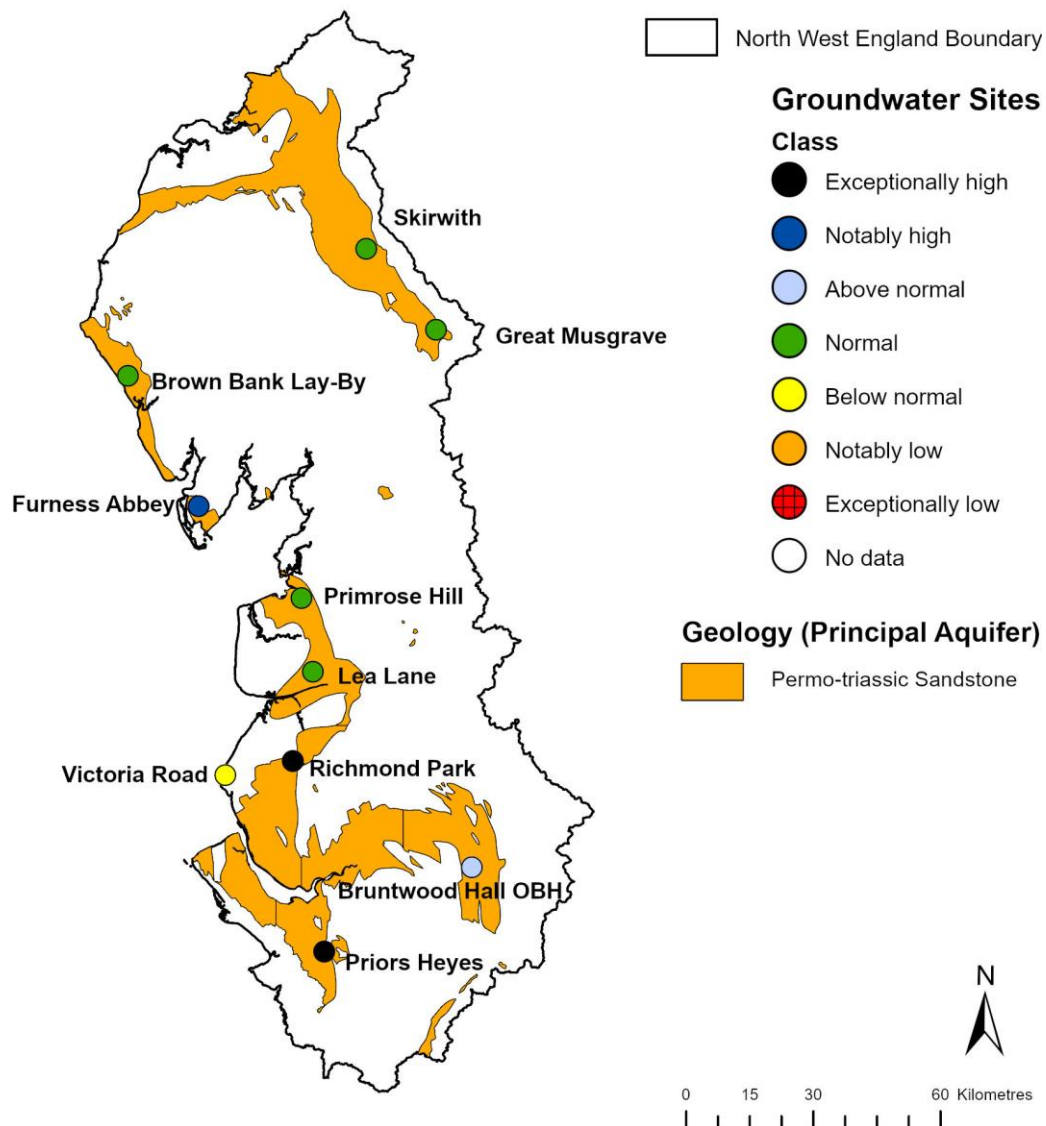 North West England Boundary
Groundwater Sites
Class
Exceptionally high
Notably high
Above normal
Normal
Below normal
Notably low
Exceptionally low
No data
Geology (Principal Aquifer)
Permo-triassic Sandstone
Skirwith
Great Musgrave
Brown Bank Lay-By
Furness Abbey
Primrose Hill
Lea Lane
Richmond Park
Victoria Road
Bruntwood Hall OBH
Priors Heyes
N
0 15 30 60 Kilometres